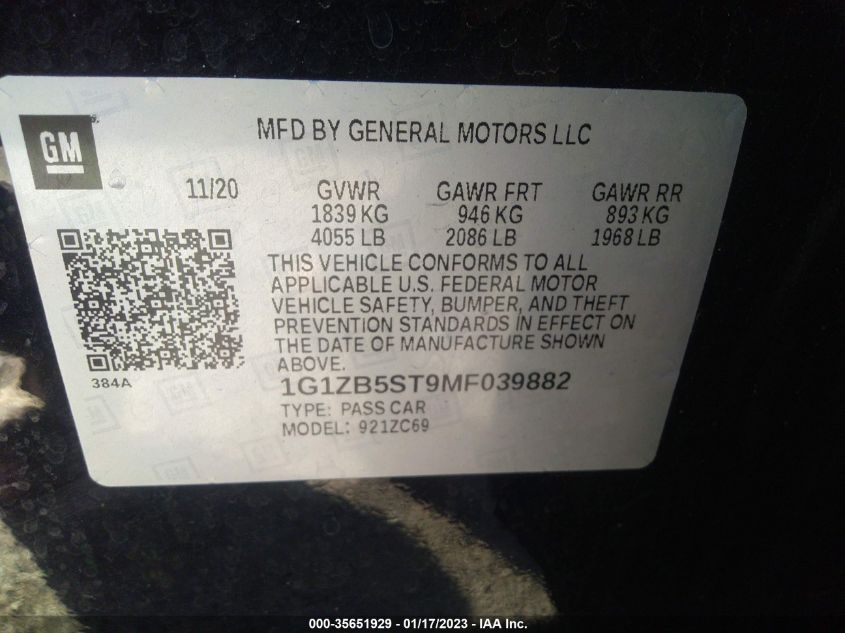 GM
MFD BY GENERAL MOTORS LLC
11/20 GVWR GAWR FRT GAWR RR
1839 KG 946 KG 893 KG
4055 LB 2086 LB 1968 LB
THIS VEHICLE CONFORMS TO ALL
APPLICABLE U.S. FEDERAL MOTOR
VEHICLE SAFETY, BUMPER, AND THEFT
PREVENTION STANDARDS IN EFFECT ON
THE DATE OF MANUFACTURE SHOWN
ABOVE.
384A
1G1ZB5ST9MF039882
TYPE: PASS CAR
MODEL: 921ZC69
000-35651929 - 01/17/2023 - IAA Inc.